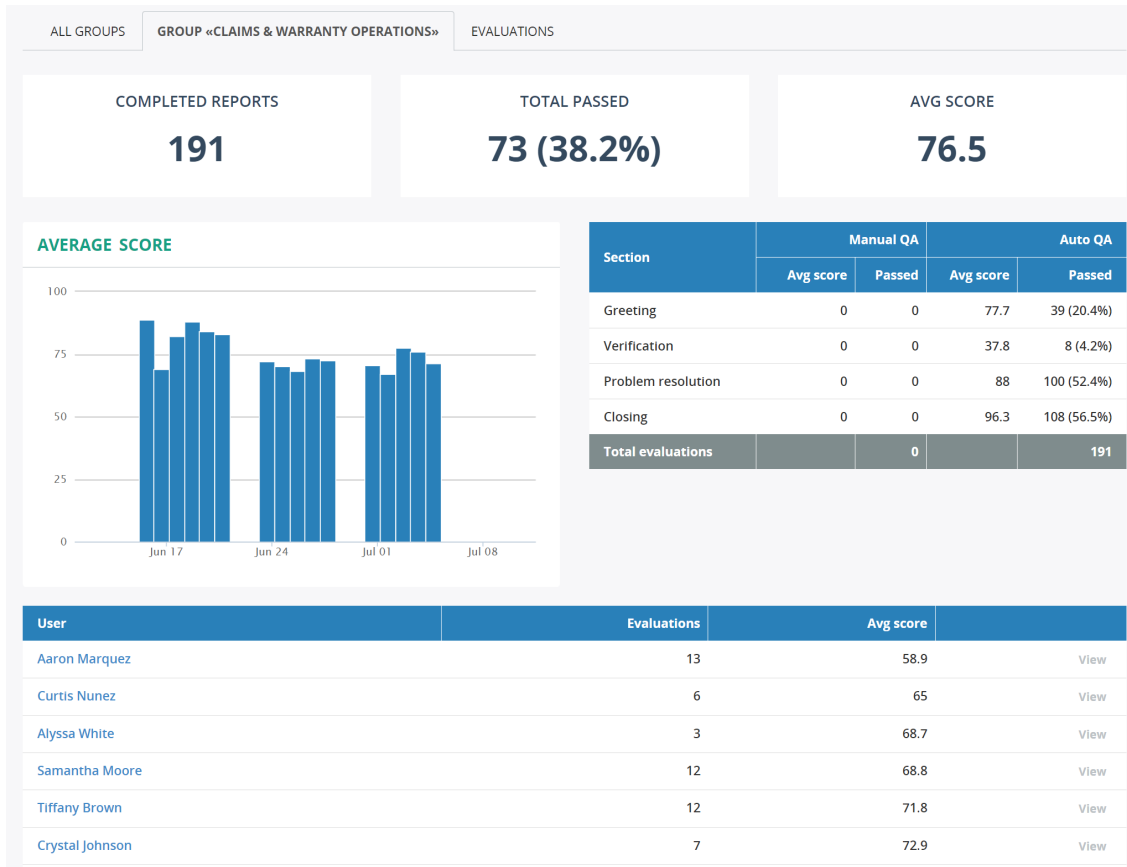 ALL GROUPS GROUP «CLAIMS & WARRANTY OPERATIONS» EVALUATIONS
COMPLETED REPORTS
191
TOTAL PASSED
73 (38.2%)
AVG SCORE
76.5
AVERAGE SCORE
100
75
50
25
0
Jun 17 Jun 24 Jul 01 Jul 08
Section Manual QA Auto QA
Avg score Passed Avg score Passed
Greeting 0 0 77.7 39 (20.4%)
Verification 0 0 37.8 8 (4.2%)
Problem resolution 0 0 88 100 (52.4%)
Closing 0 0 96.3 108 (56.5%)
Total evaluations 0 191
User Evaluations Avg score
Aaron Marquez 13 58.9 View
Curtis Nunez 6 65 View
Alyssa White 3 68.7 View
Samantha Moore 12 68.8 View
Tiffany Brown 12 71.8 View
Crystal Johnson 7 72.9 View